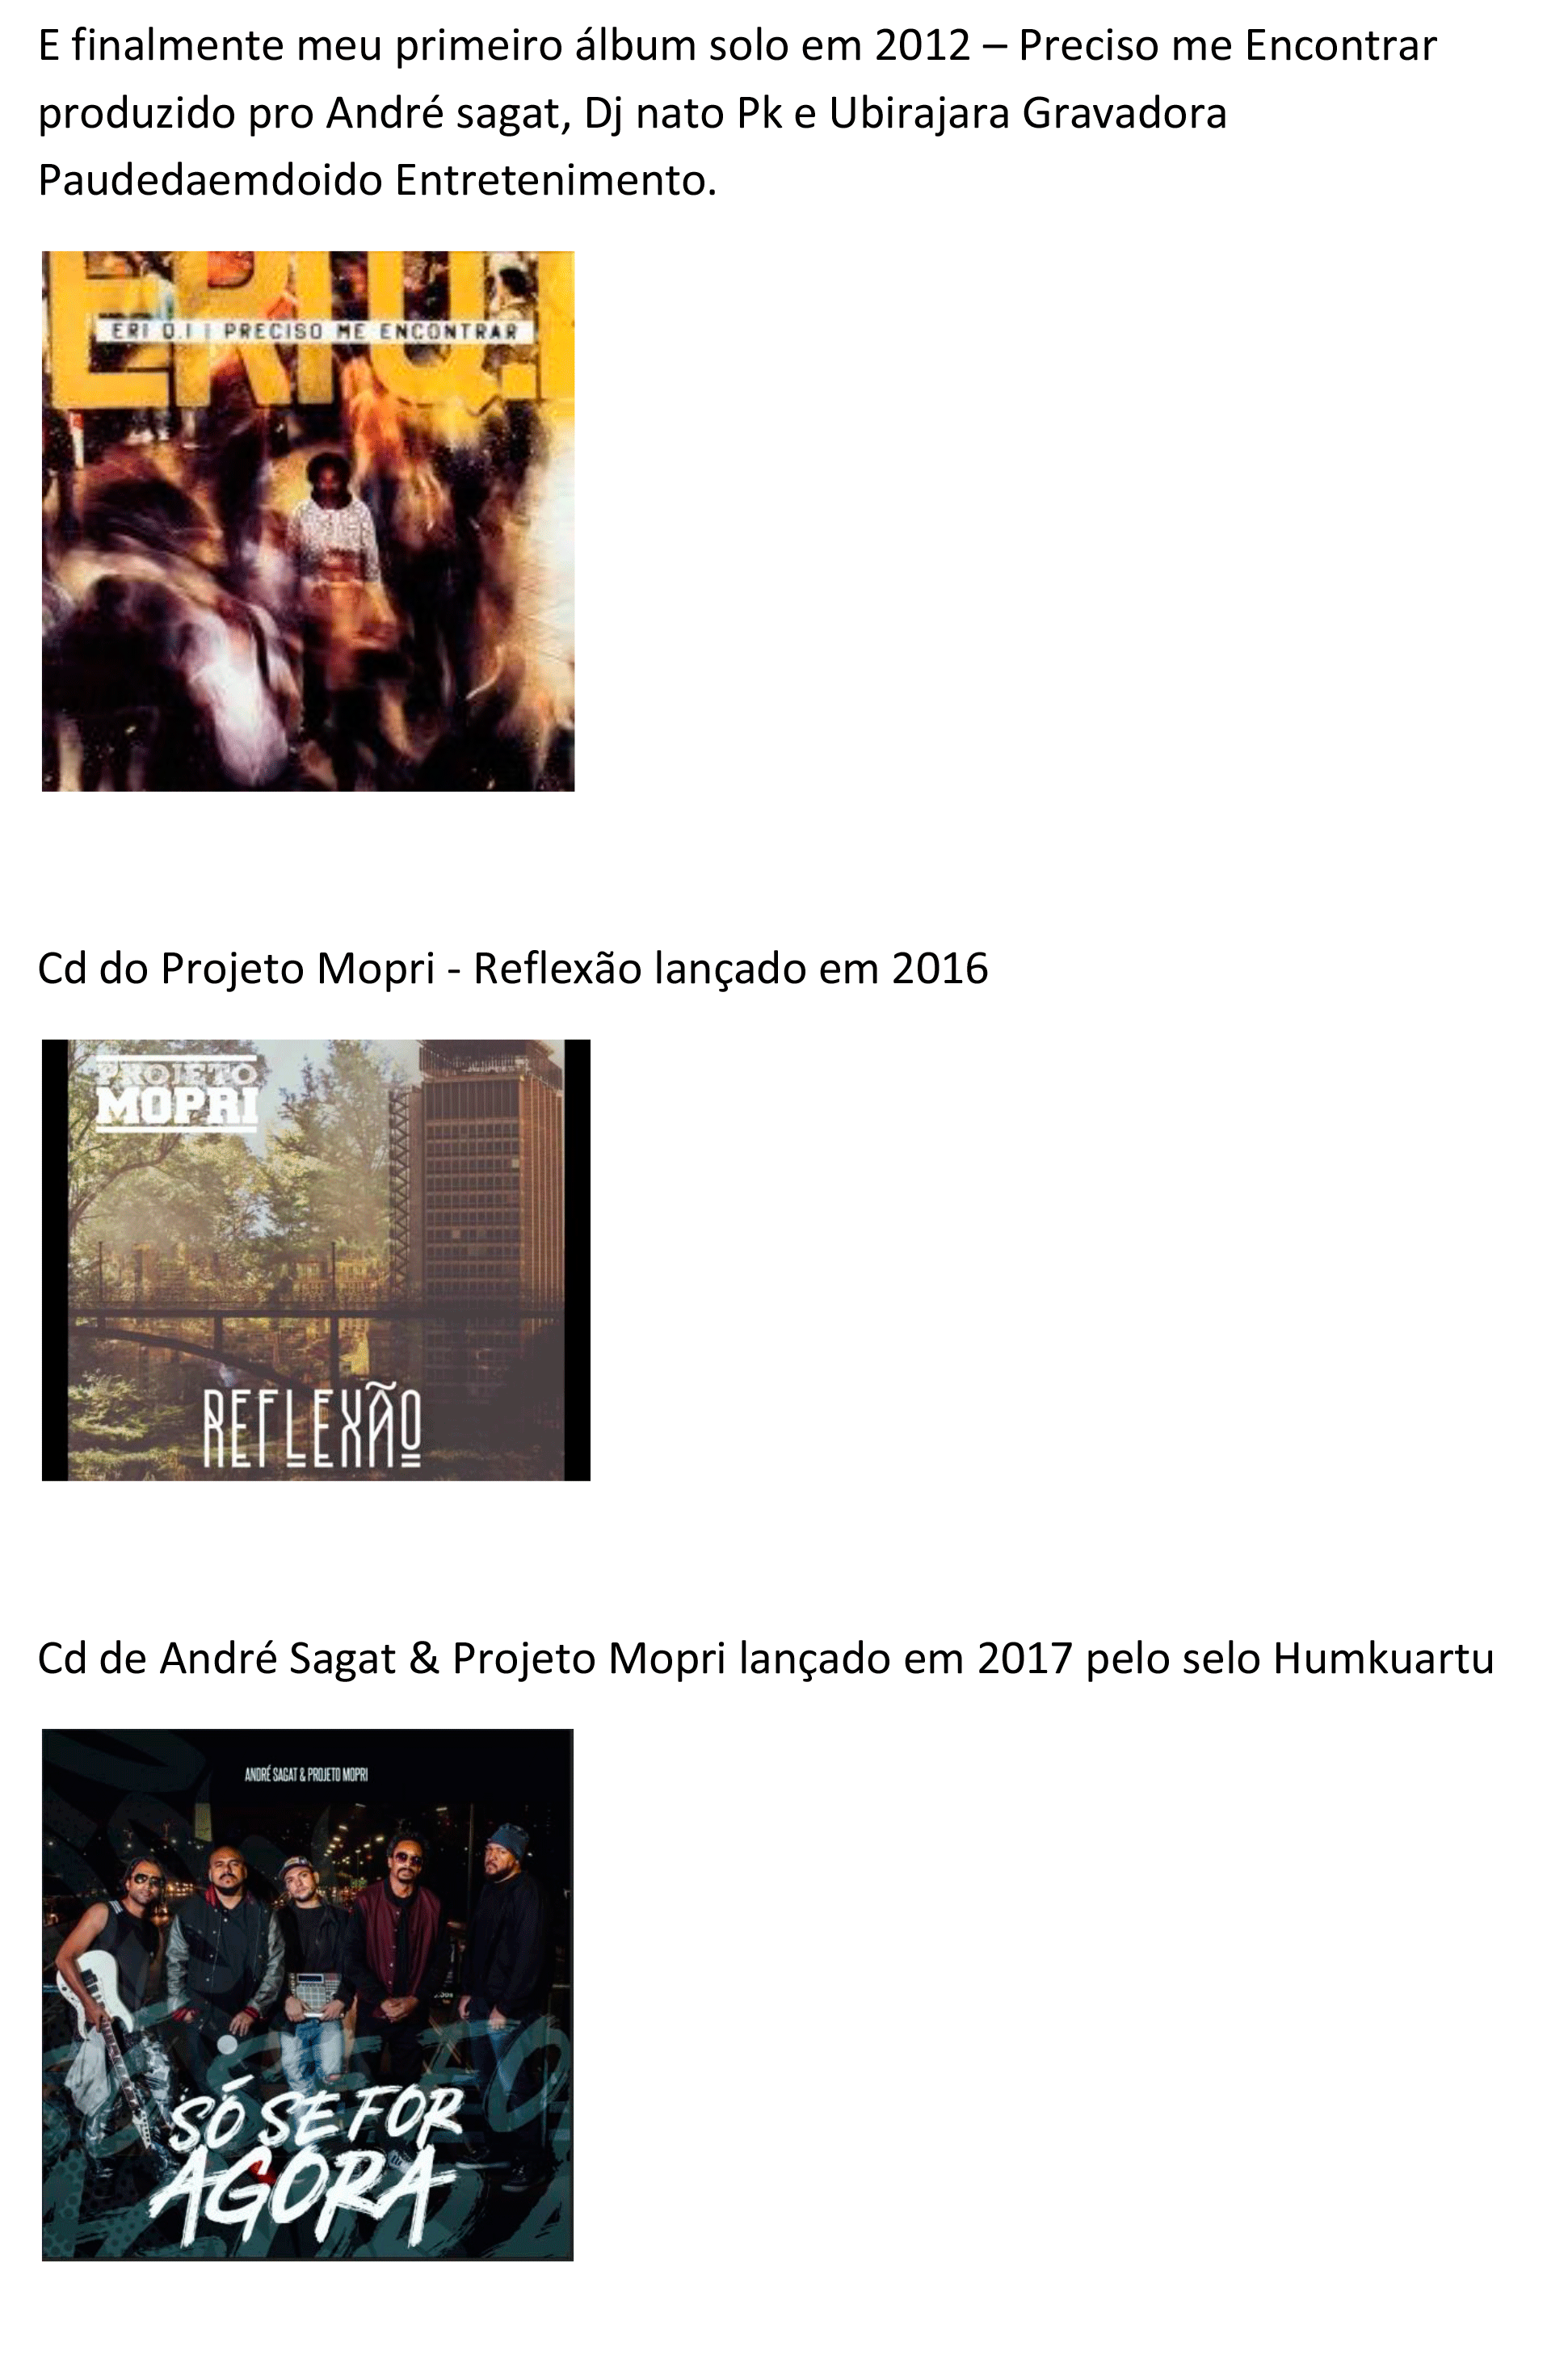 E finalmente meu primeiro álbum solo em 2012 – Preciso me Encontrar
produzido pro André sagat, Dj nato Pk e Ubirajara Gravadora
Paudedaemdoido Entretenimento.
ERI Q.I
ERI Q.I | PRECISO ME ENCONTRAR
Cd do Projeto Mopri - Reflexão lançado em 2016
PROJETO
MOPRI
REFLEXÃO
Cd de André Sagat & Projeto Mopri lançado em 2017 pelo selo Humkuartu
ANDRÉ SAGAT & PROJETO MOPRI
SÓ SE FOR
AGORA